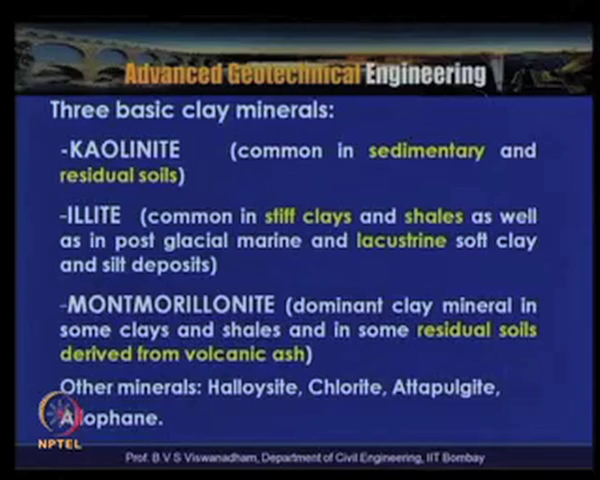 Advanced Geotechnical Engineering
Three basic clay minerals:
-KAOLINITE (common in sedimentary and
residual soils)
-ILLITE (common in stiff clays and shales as well
as in post glacial marine and lacustrine soft clay
and silt deposits)
-MONTMORILLONITE (dominant clay mineral in
some clays and shales and in some residual soils
derived from volcanic ash)
Other minerals: Halloysite, Chlorite, Attapulgite,
Allophane.
NPTEL
Prof. B V S Viswanadham, Department of Civil Engineering, IIT Bombay